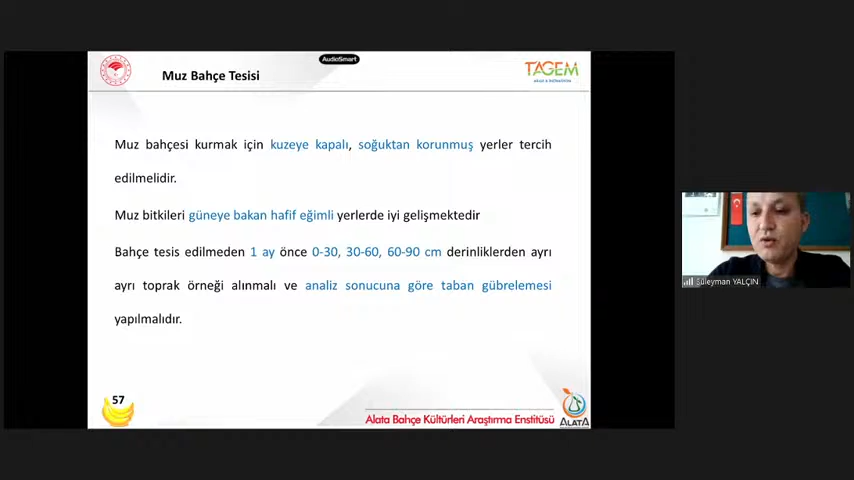 AudioSmart
Muz Bahçe Tesisi
TAGEM
Muz bahçesi kurmak için kuzeye kapalı, soğuktan korunmuş yerler tercih
edilmelidir.
Muz bitkileri güneye bakan hafif eğimli yerlerde iyi gelişmektedir
Bahçe tesis edilmeden 1 ay önce 0-30, 30-60, 60-90 cm derinliklerden ayrı
ayrı toprak örneği alınmalı ve analiz sonucuna göre taban gübrelemesi
yapılmalıdır.
Süleyman YALÇIN
57
Alata Bahçe Kültürleri Araştırma Enstitüsü
ALATA